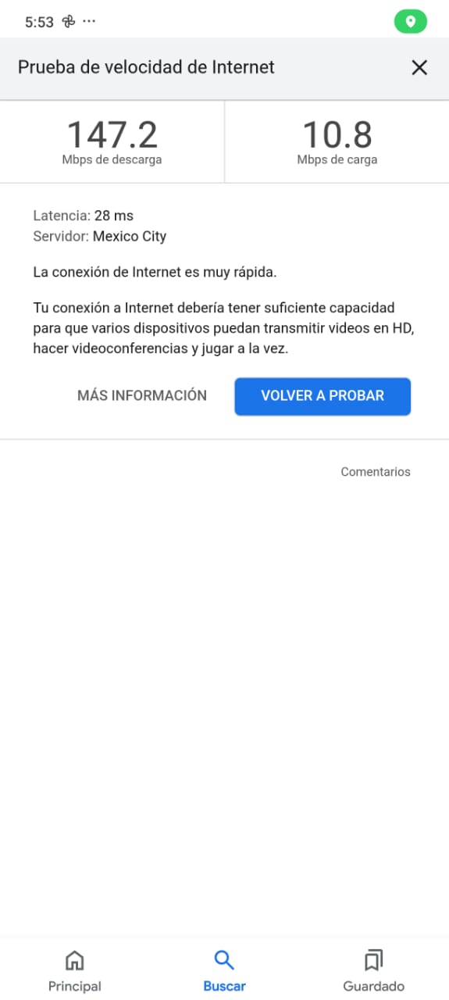 5:53
Prueba de velocidad de Internet
147.2
Mbps de descarga
10.8
Mbps de carga
Latencia: 28 ms
Servidor: Mexico City
La conexión de Internet es muy rápida.
Tu conexión a Internet debería tener suficiente capacidad
para que varios dispositivos puedan transmitir videos en HD,
hacer videoconferencias y jugar a la vez.
MÁS INFORMACIÓN
VOLVER A PROBAR
Comentarios
Principal
Buscar
Guardado